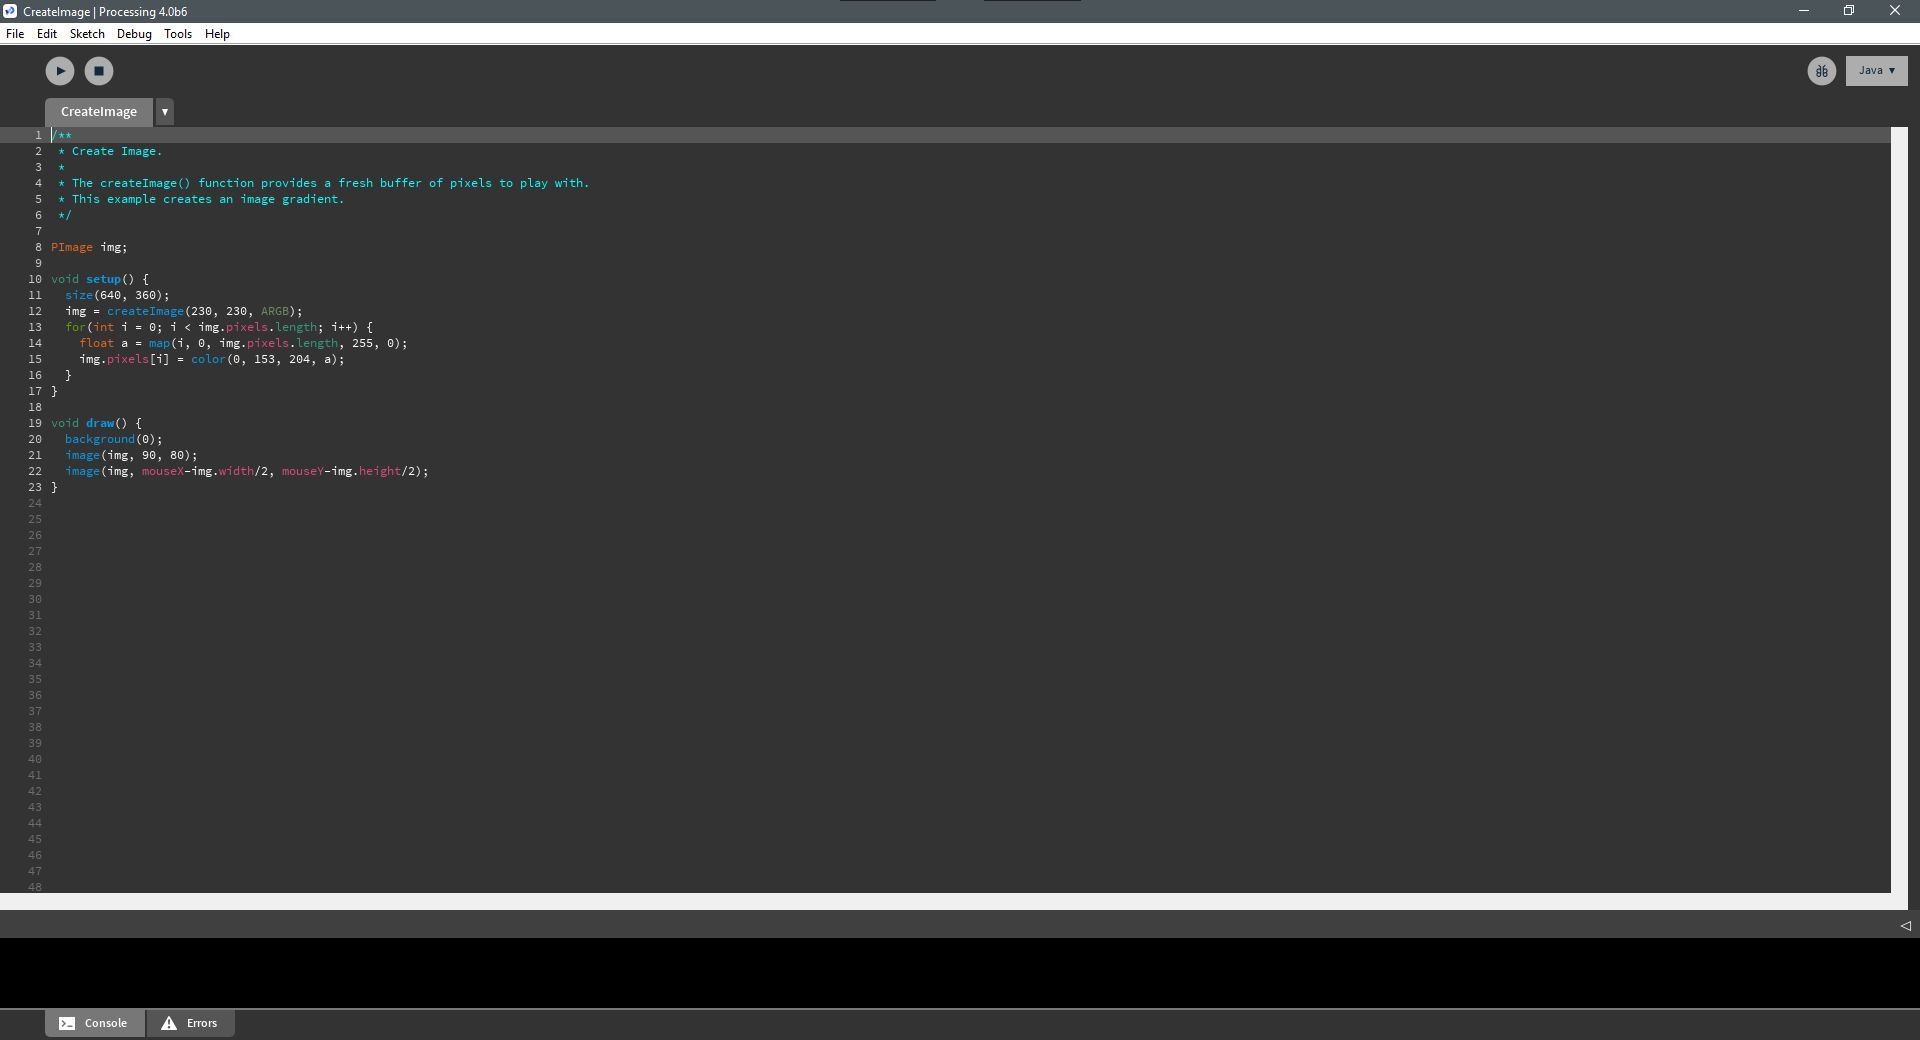 CreateImage | Processing 4.0b6
File Edit Sketch Debug Tools Help
Java ▼
CreateImage ▼
1 /**
2  * Create Image.
3  *
4  * The createImage() function provides a fresh buffer of pixels to play with.
5  * This example creates an image gradient.
6  */
7
8 PImage img;
9
10 void setup() {
11   size(640, 360);
12   img = createImage(230, 230, ARGB);
13   for(int i = 0; i < img.pixels.length; i++) {
14     float a = map(i, 0, img.pixels.length, 255, 0);
15     img.pixels[i] = color(0, 153, 204, a);
16   }
17 }
18
19 void draw() {
20   background(0);
21   image(img, 90, 80);
22   image(img, mouseX-img.width/2, mouseY-img.height/2);
23 }
24
25
26
27
28
29
30
31
32
33
34
35
36
37
38
39
40
41
42
43
44
45
46
47
48
Console Errors